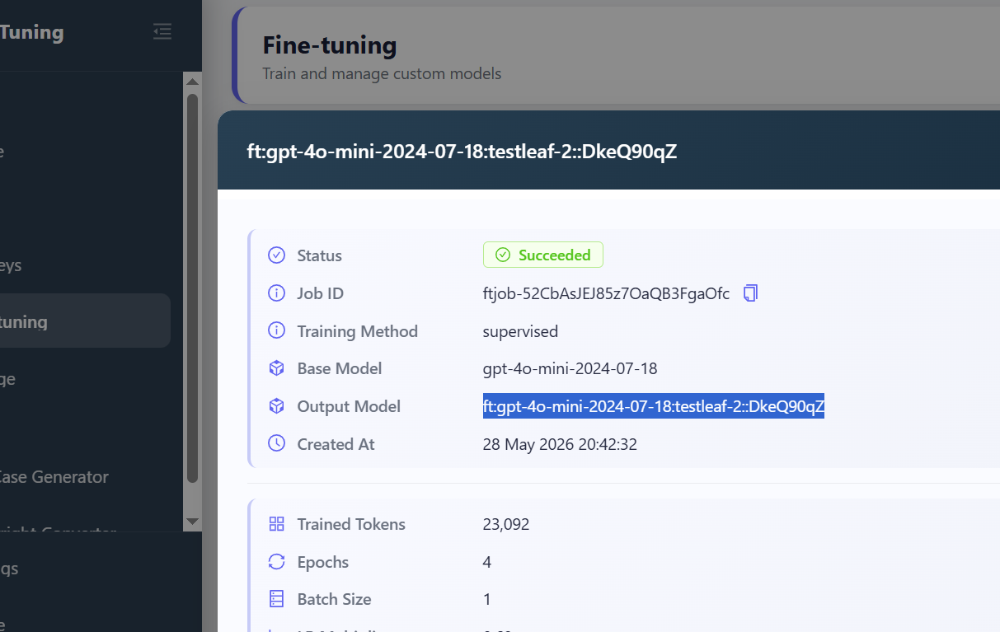 Tuning
Fine-tuning
Train and manage custom models
ft:gpt-4o-mini-2024-07-18:testleaf-2::DkeQ90qZ
Status
Succeeded
eys
Job ID
ftjob-52CbAsJEJ85z7OaQB3FgaOfc
tuning
Training Method
supervised
Base Model
gpt-4o-mini-2024-07-18
ge
Output Model
ft:gpt-4o-mini-2024-07-18:testleaf-2::DkeQ90qZ
Created At
28 May 2026 20:42:32
Case Generator
Trained Tokens
23,092
gs
Epochs
4
Batch Size
1